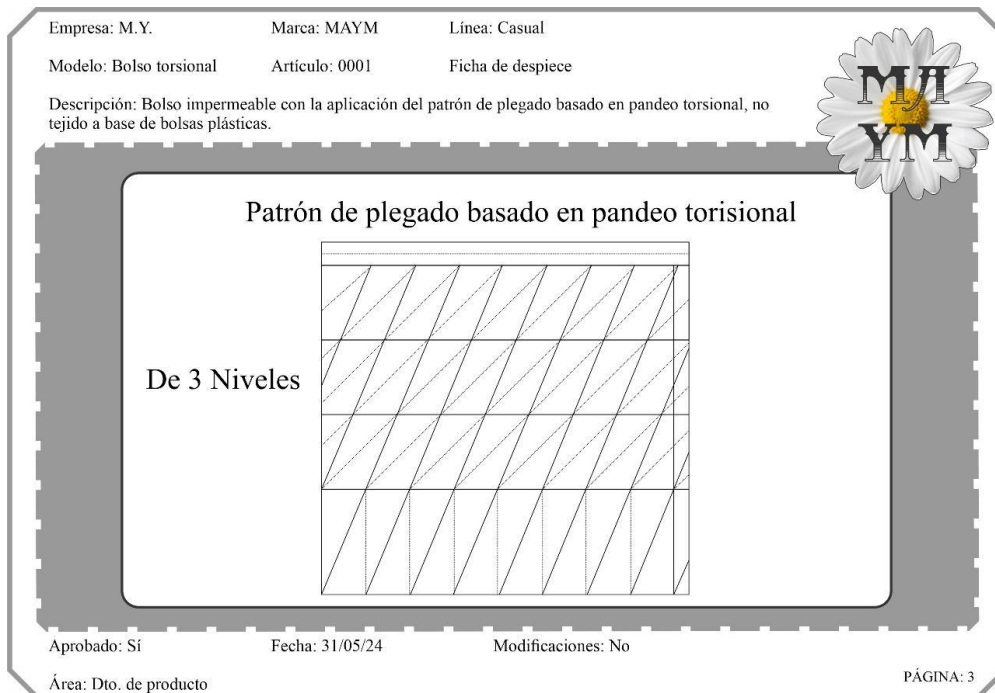 Empresa: M.Y. Marca: MAYM Línea: Casual
Modelo: Bolso torsional Artículo: 0001 Ficha de despiece
Descripción: Bolso impermeable con la aplicación del patrón de plegado basado en pandeo torsional, no
tejido a base de bolsas plásticas.
MA
YM
Patrón de plegado basado en pandeo torisional
De 3 Niveles
Aprobado: Sí Fecha: 31/05/24 Modificaciones: No
Área: Dto. de producto
PÁGINA: 3